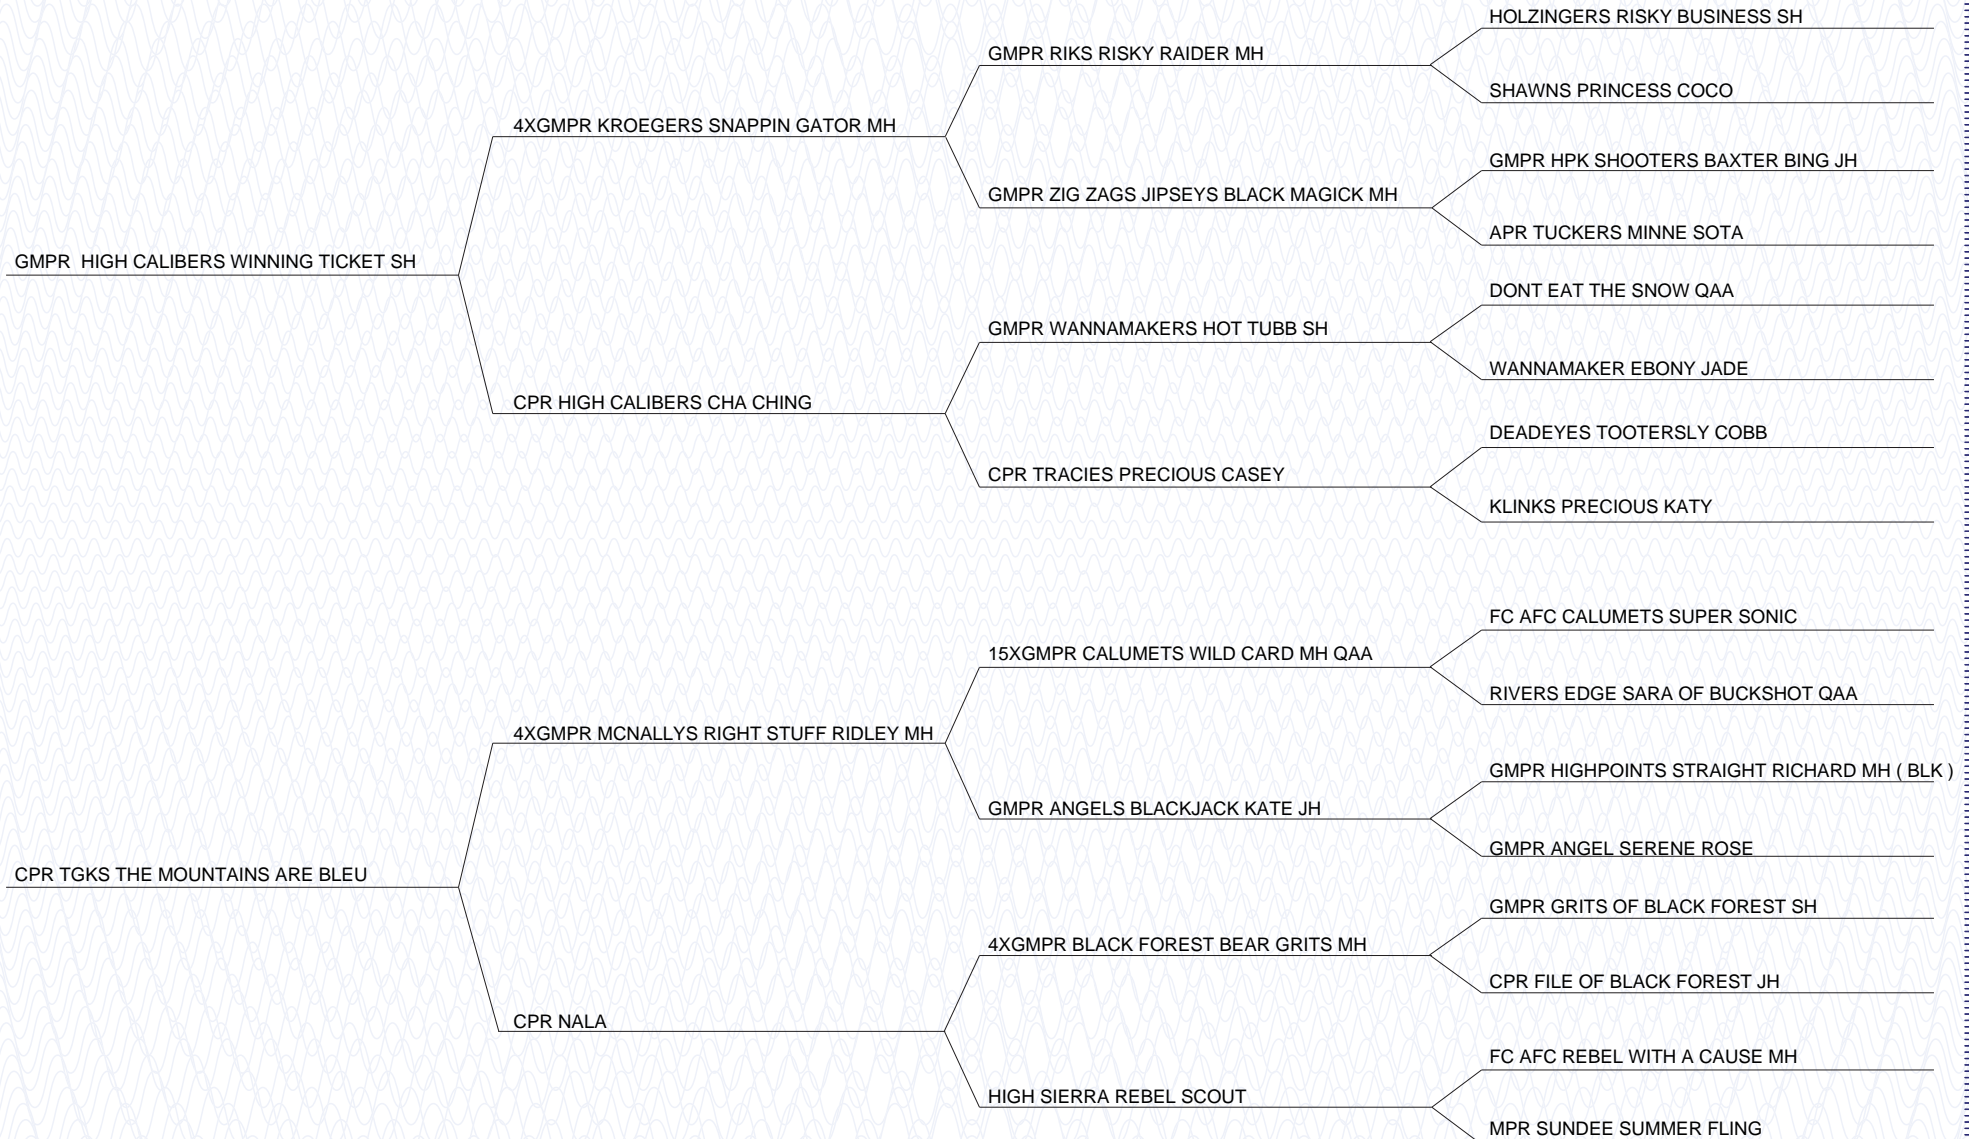 HOLZINGERS RISKY BUSINESS SH
GMPR RIKS RISKY RAIDER MH
SHAWNS PRINCESS COCO
4XGMPR KROEGERS SNAPPIN GATOR MH
GMPR HPK SHOOTERS BAXTER BING JH
GMPR ZIG ZAGS JIPSEYS BLACK MAGICK MH
APR TUCKERS MINNE SOTA
GMPR  HIGH CALIBERS WINNING TICKET SH
DONT EAT THE SNOW QAA
GMPR WANNAMAKERS HOT TUBB SH
WANNAMAKER EBONY JADE
CPR HIGH CALIBERS CHA CHING
DEADEYES TOOTERSLY COBB
CPR TRACIES PRECIOUS CASEY
KLINKS PRECIOUS KATY
FC AFC CALUMETS SUPER SONIC
15XGMPR CALUMETS WILD CARD MH QAA
RIVERS EDGE SARA OF BUCKSHOT QAA
4XGMPR MCNALLYS RIGHT STUFF RIDLEY MH
GMPR HIGHPOINTS STRAIGHT RICHARD MH ( BLK )
GMPR ANGELS BLACKJACK KATE JH
GMPR ANGEL SERENE ROSE
CPR TGKS THE MOUNTAINS ARE BLEU
GMPR GRITS OF BLACK FOREST SH
4XGMPR BLACK FOREST BEAR GRITS MH
CPR FILE OF BLACK FOREST JH
CPR NALA
FC AFC REBEL WITH A CAUSE MH
HIGH SIERRA REBEL SCOUT
MPR SUNDEE SUMMER FLING